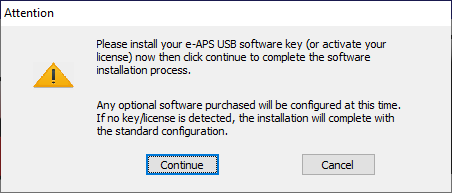 Attention
Please install your e-APS USB software key (or activate your
license) now then click continue to complete the software
installation process.
Any optional software purchased will be configured at this time.
If no key/license is detected, the installation will complete with
the standard configuration.
Continue
Cancel